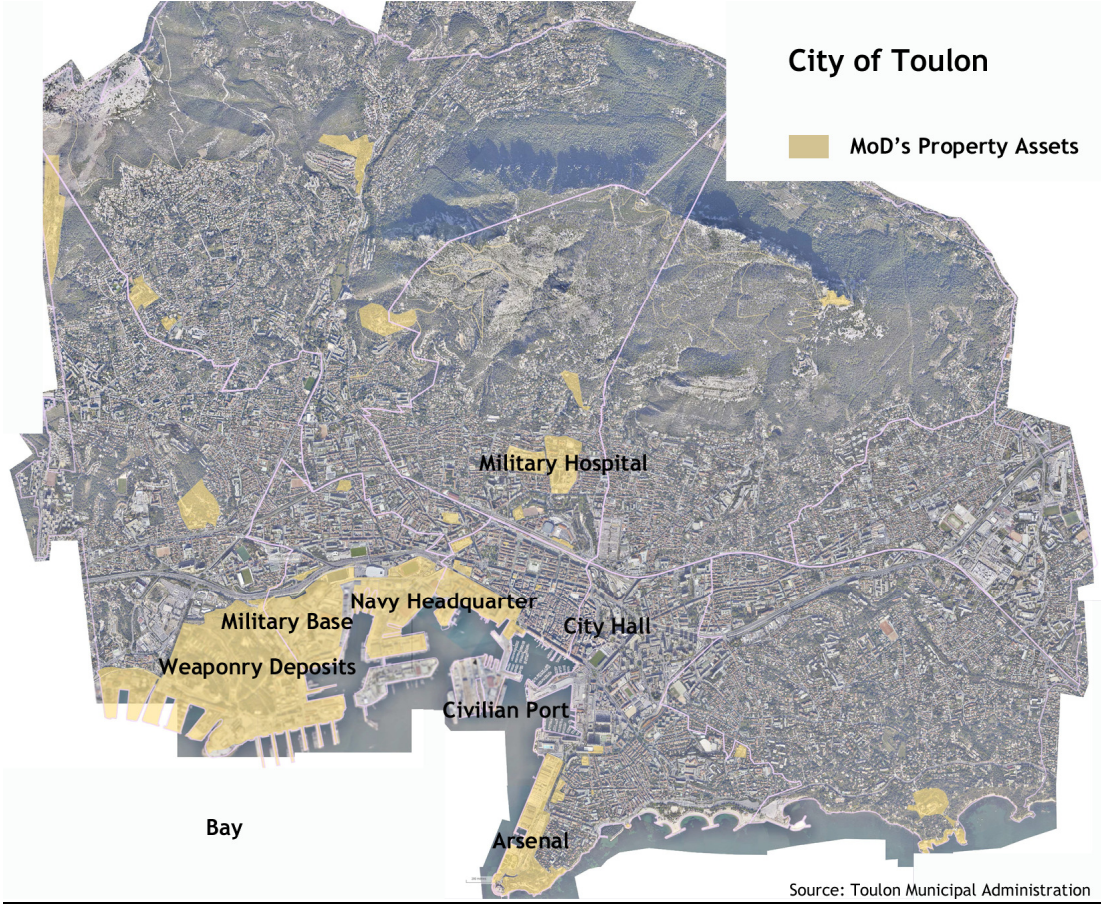 City of Toulon
MoD's Property Assets
Military Hospital
Navy Headquarter
Military Base
City Hall
Weaponry Deposits
Civilian Port
Bay
Arsenal
Source: Toulon Municipal Administration